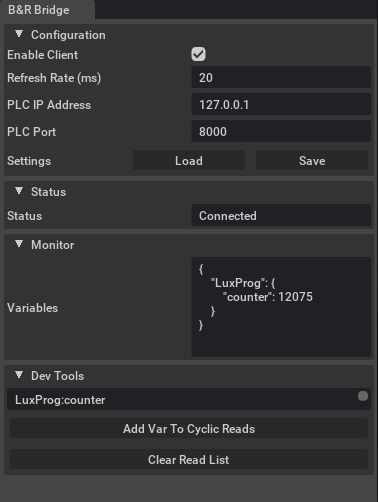 B&R Bridge
Configuration
Enable Client
Refresh Rate (ms) 20
PLC IP Address 127.0.0.1
PLC Port 8000
Settings Load Save
Status
Status Connected
Monitor
Variables
{
"LuxProg": {
"counter": 12075
}
}
Dev Tools
LuxProg:counter
Add Var To Cyclic Reads
Clear Read List